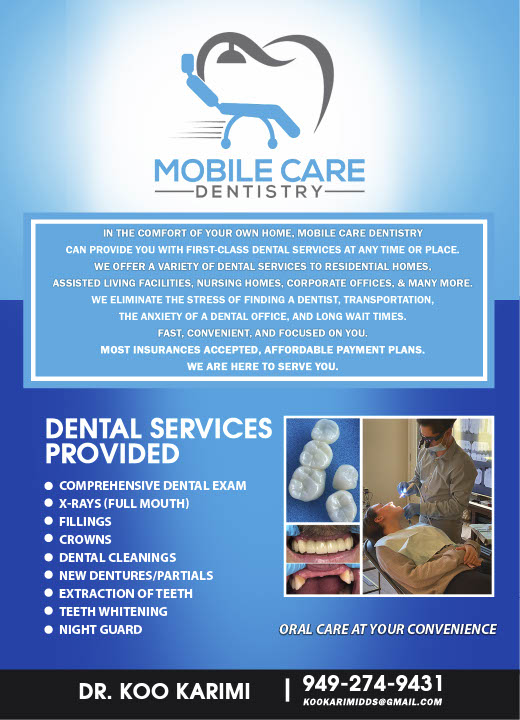 MOBILE CARE
DENTISTRY
IN THE COMFORT OF YOUR OWN HOME, MOBILE CARE DENTISTRY
CAN PROVIDE YOU WITH FIRST-CLASS DENTAL SERVICES AT ANY TIME OR PLACE.
WE OFFER A VARIETY OF DENTAL SERVICES TO RESIDENTIAL HOMES,
ASSISTED LIVING FACILITIES, NURSING HOMES, CORPORATE OFFICES, & MANY MORE.
WE ELIMINATE THE STRESS OF FINDING A DENTIST, TRANSPORTATION,
THE ANXIETY OF A DENTAL OFFICE, AND LONG WAIT TIMES.
FAST, CONVENIENT, AND FOCUSED ON YOU.
MOST INSURANCES ACCEPTED, AFFORDABLE PAYMENT PLANS.
WE ARE HERE TO SERVE YOU.
DENTAL SERVICES
PROVIDED
COMPREHENSIVE DENTAL EXAM
X-RAYS (FULL MOUTH)
FILLINGS
CROWNS
DENTAL CLEANINGS
NEW DENTURES/PARTIALS
EXTRACTION OF TEETH
TEETH WHITENING
NIGHT GUARD
ORAL CARE AT YOUR CONVENIENCE
DR. KOO KARIMI | 949-274-9431
KOOKARIMIDDS@GMAIL.COM